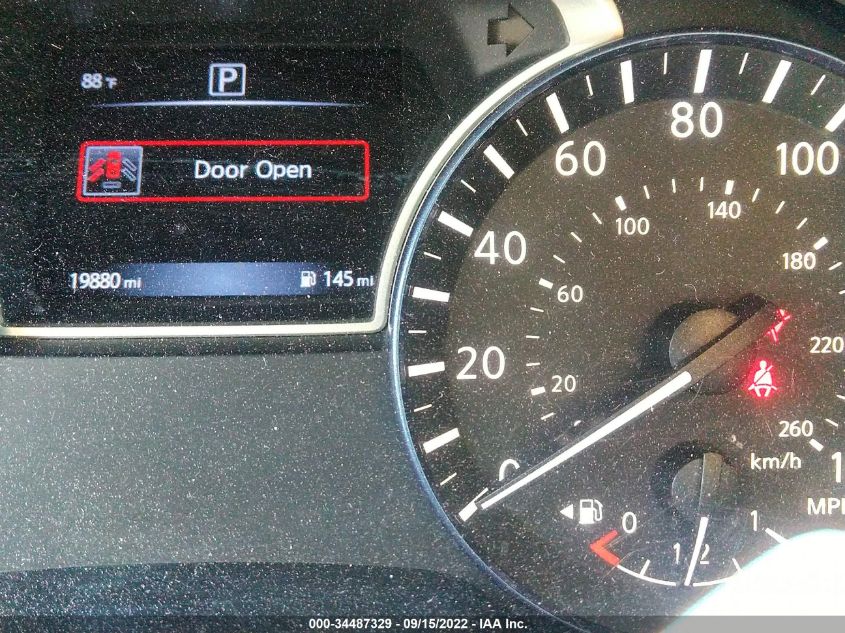 88°F P
Door Open
19880 mi 145 mi
0 20 40 60 80 100
20 60 100 140 180 220 260
km/h
MPH
0 1/2 1
000-34487329 - 09/15/2022 - IAA Inc.